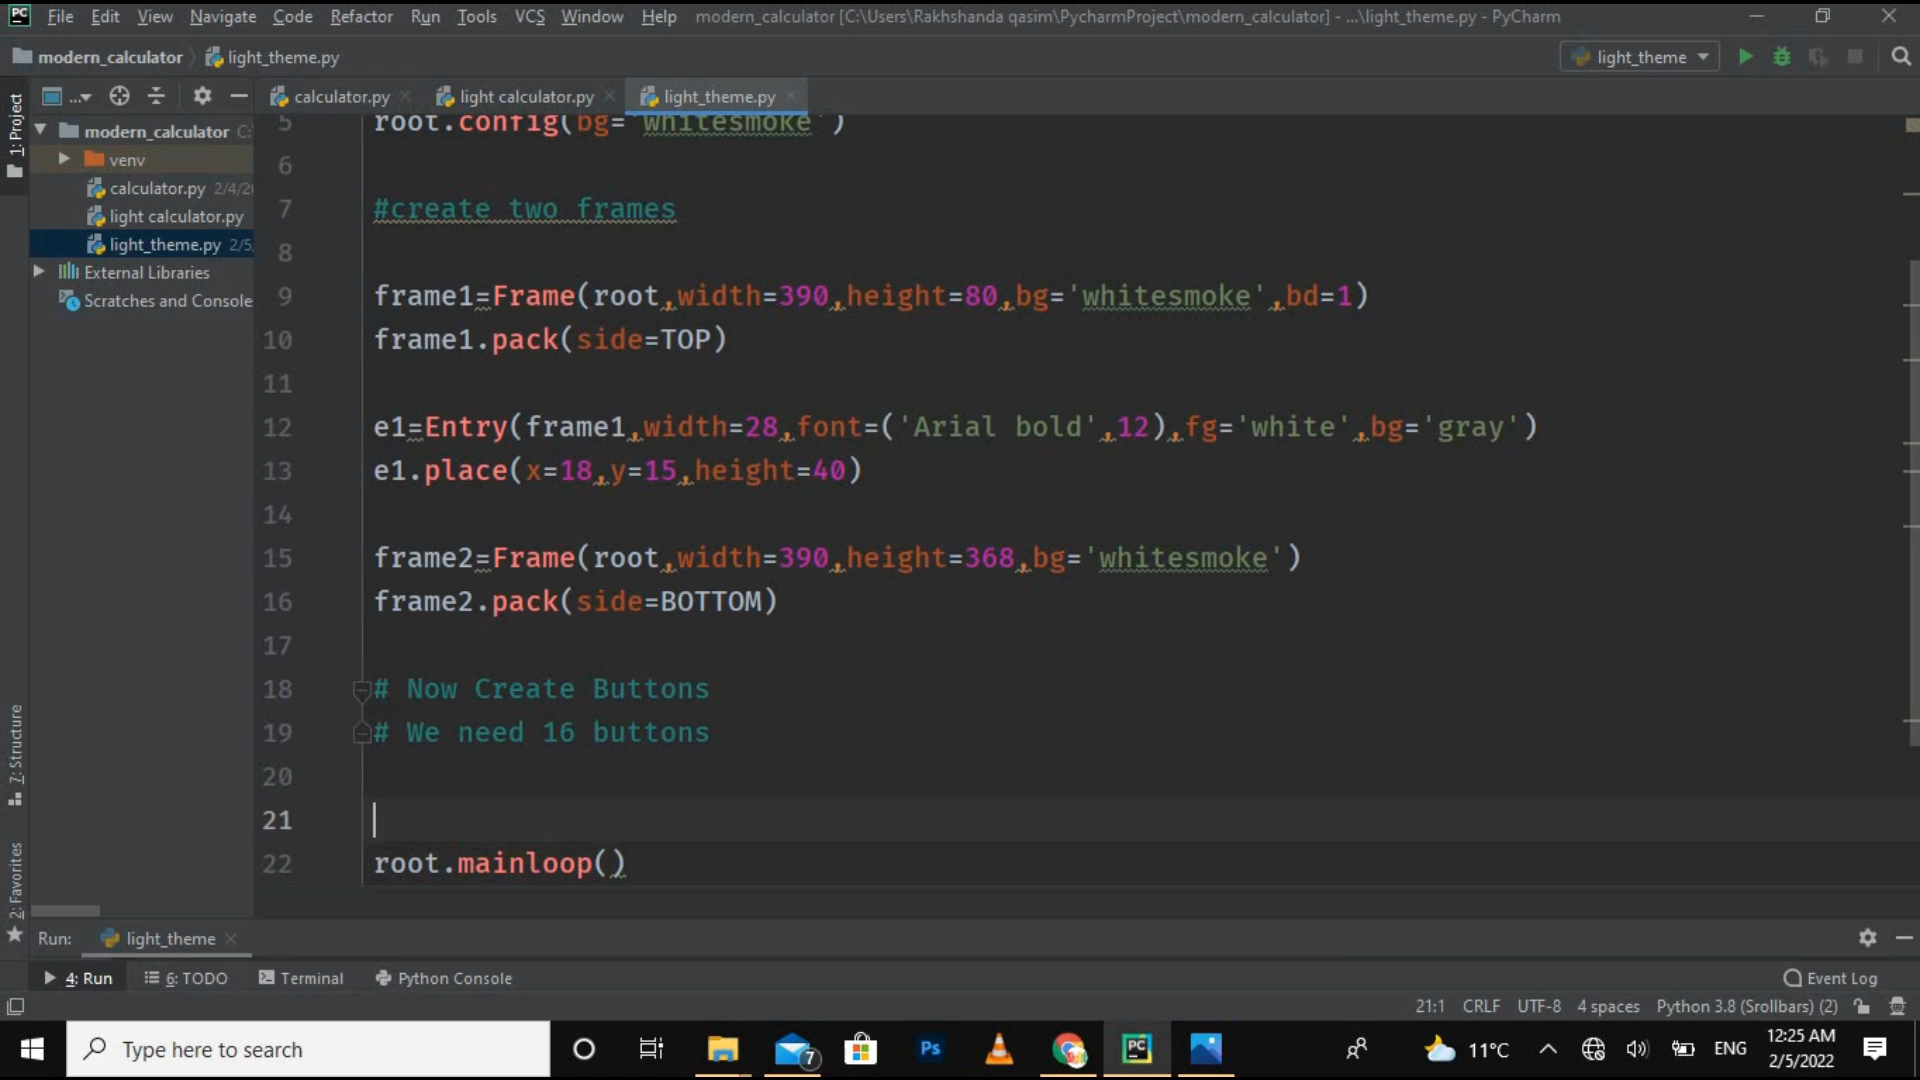 File Edit View Navigate Code Refactor Run Tools VCS Window Help modern_calculator [C:\Users\Rakhshanda qasim\PycharmProject\modern_calculator] - ...\light_theme.py - PyCharm
modern_calculator light_theme.py light_theme
... calculator.py light calculator.py light_theme.py
1: Project
modern_calculator C:
venv
calculator.py 2/4/20
light calculator.py
light_theme.py 2/5
External Libraries
Scratches and Console
7: Structure
2: Favorites
5 root.config(bg='whitesmoke')
6
7 #create two frames
8
9 frame1=Frame(root,width=390,height=80,bg='whitesmoke',bd=1)
10 frame1.pack(side=TOP)
11
12 e1=Entry(frame1,width=28,font=('Arial bold',12),fg='white',bg='gray')
13 e1.place(x=18,y=15,height=40)
14
15 frame2=Frame(root,width=390,height=368,bg='whitesmoke')
16 frame2.pack(side=BOTTOM)
17
18 # Now Create Buttons
19 # We need 16 buttons
20
21
22 root.mainloop()
Run: light_theme
4: Run 6: TODO Terminal Python Console Event Log
21:1 CRLF UTF-8 4 spaces Python 3.8 (Srollbars) (2)
Type here to search 7 Ps PC 11°C ENG 12:25 AM
2/5/2022